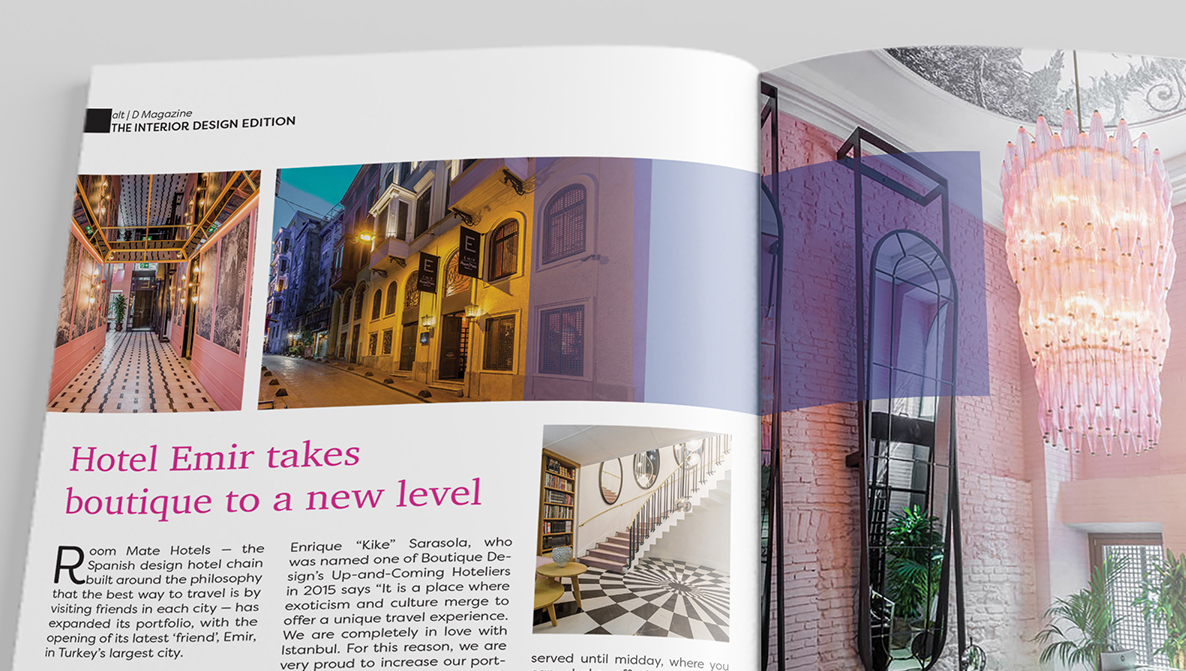 alt | D Magazine
THE INTERIOR DESIGN EDITION
E
EMIR
E
EMIR
Hotel Emir takes
boutique to a new level
Room Mate Hotels — the
Spanish design hotel chain
built around the philosophy
that the best way to travel is by
visiting friends in each city — has
expanded its portfolio, with the
opening of its latest ‘friend’, Emir,
in Turkey’s largest city.
Enrique “Kike” Sarasola, who
was named one of Boutique De-
sign’s Up-and-Coming Hoteliers
in 2015 says “It is a place where
exoticism and culture merge to
offer a unique travel experience.
We are completely in love with
Istanbul. For this reason, we are
very proud to increase our port-
served until midday, where you